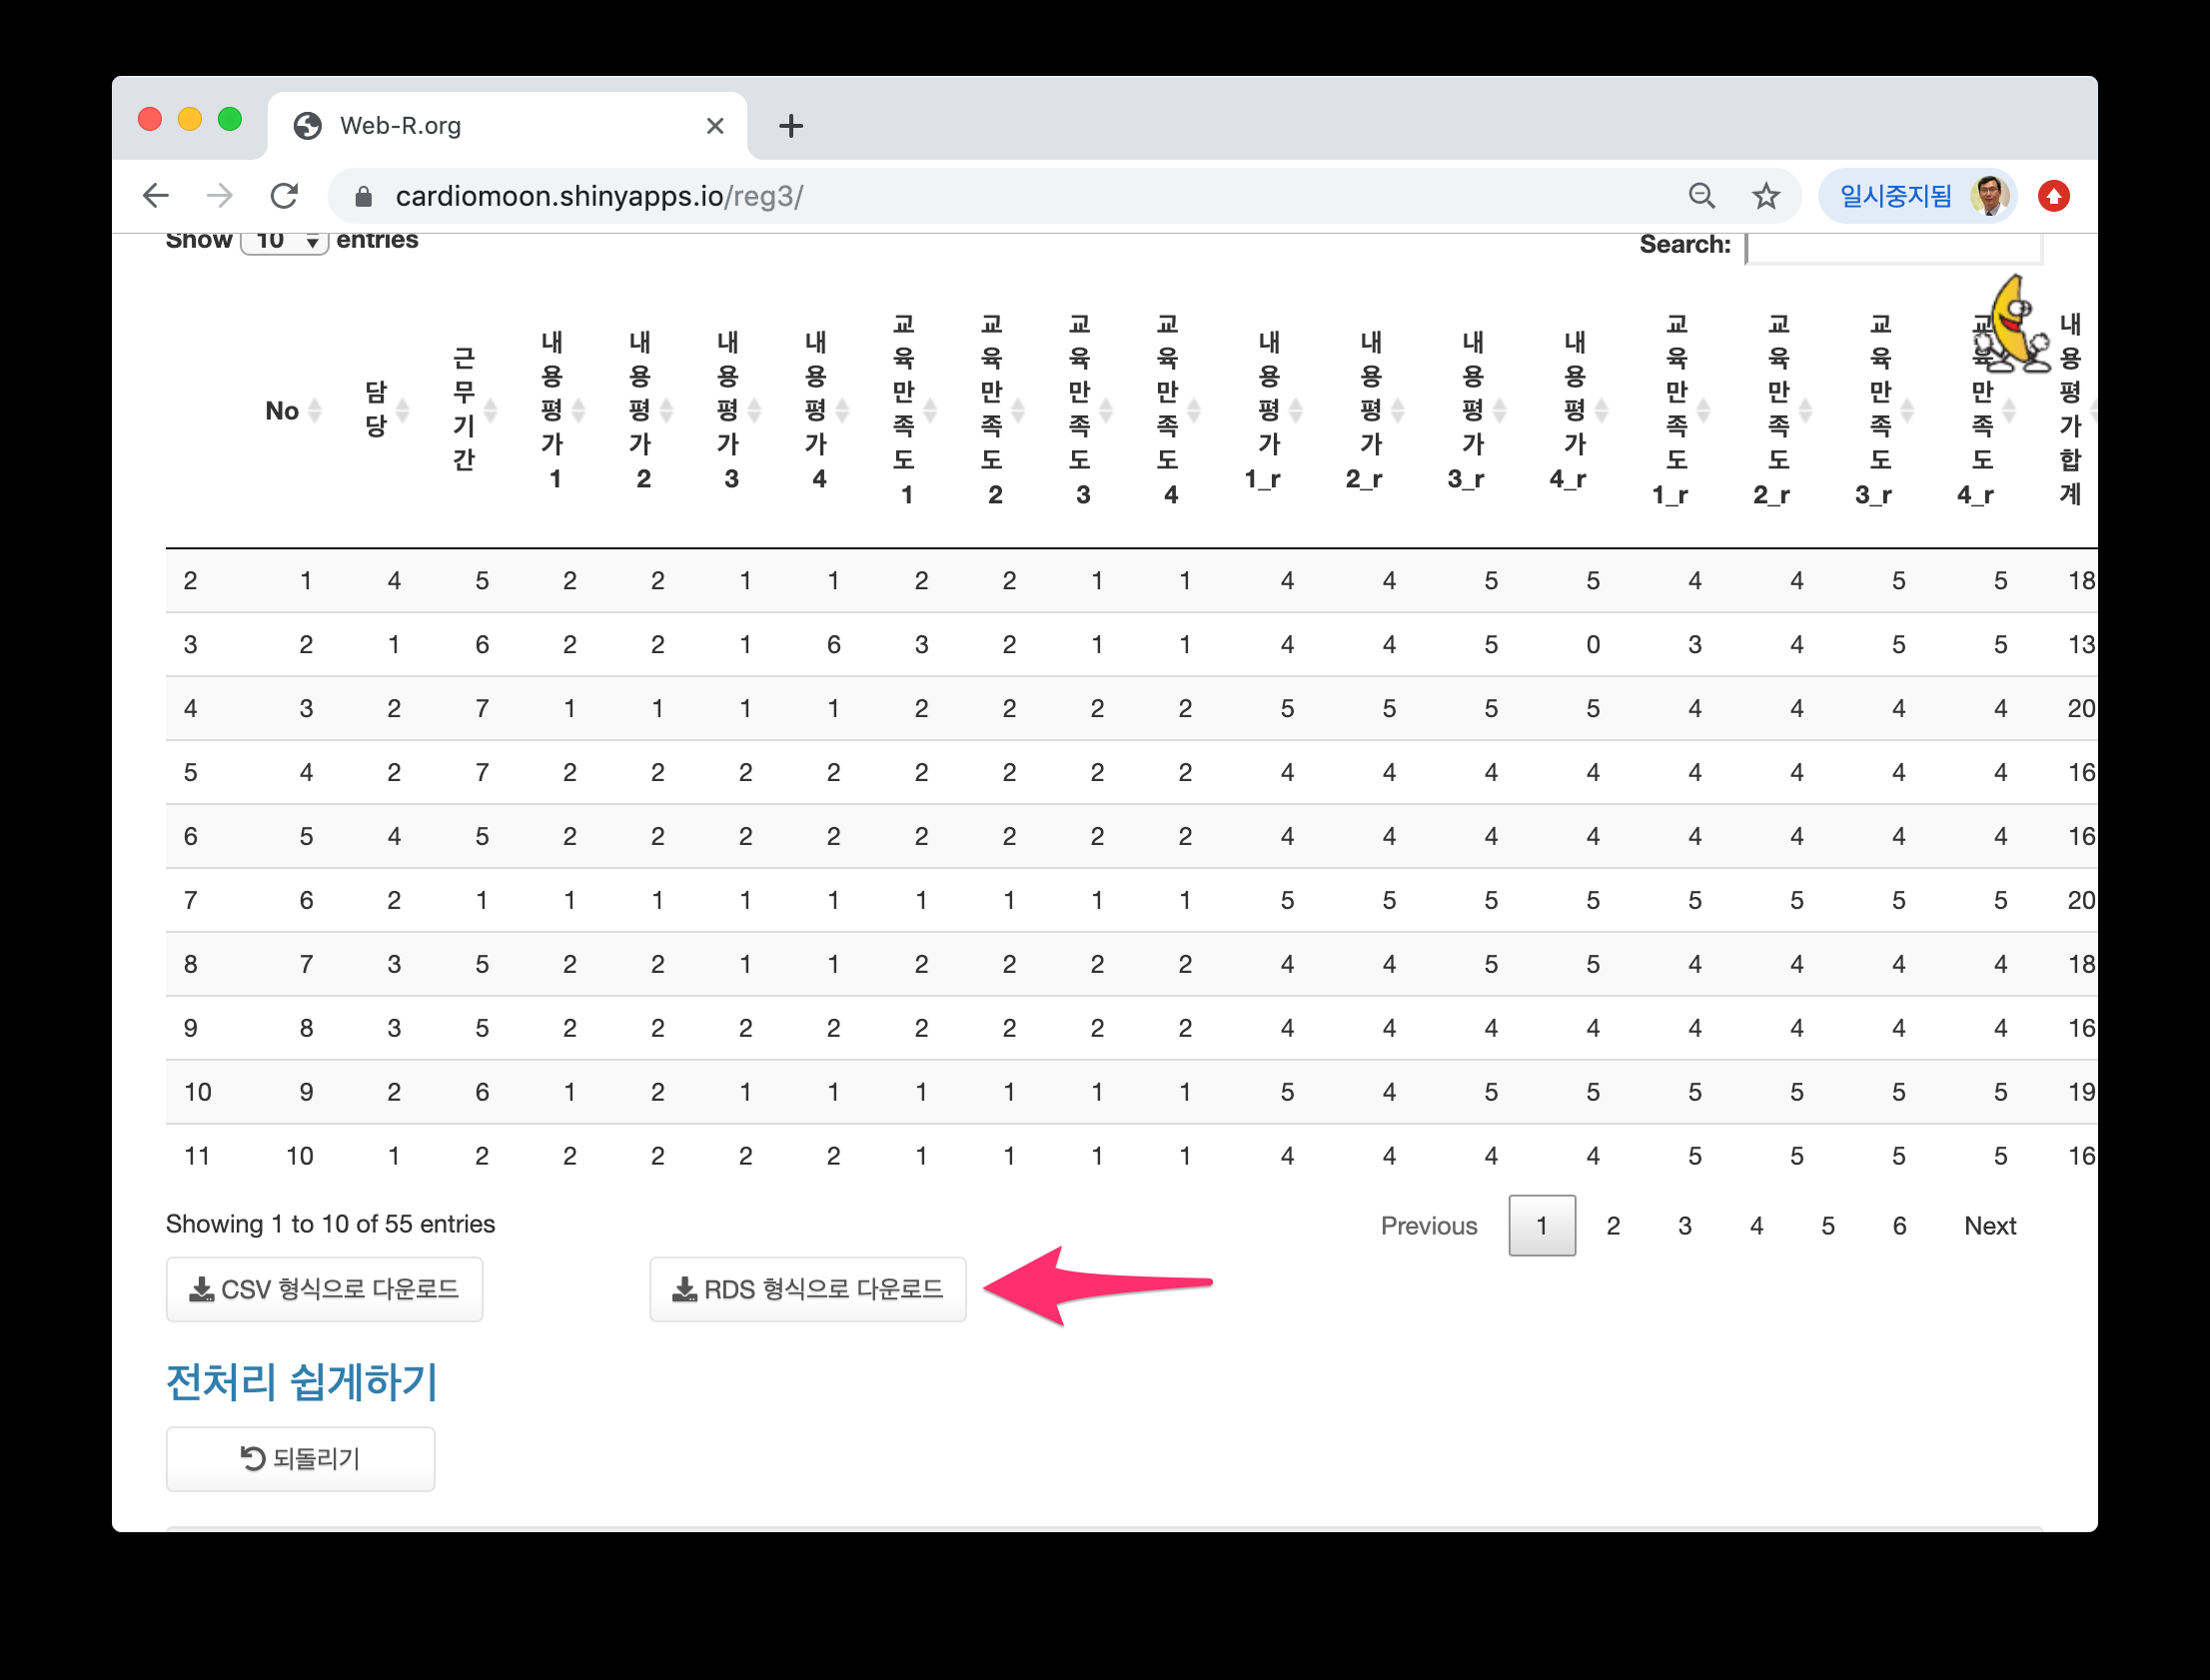 Web-R.org
cardiomoon.shinyapps.io/reg3/
일시중지됨
Show 10 entries
Search:
No 담당 근무기간 내용평가1 내용평가2 내용평가3 내용평가4 교육만족도1 교육만족도2 교육만족도3 교육만족도4 내용평가1_r 내용평가2_r 내용평가3_r 내용평가4_r 교육만족도1_r 교육만족도2_r 교육만족도3_r 교육만족도4_r 내용평가합계
2 1 4 5 2 2 1 1 2 2 1 1 4 4 5 5 4 4 5 5 18
3 2 1 6 2 2 1 6 3 2 1 1 4 4 5 0 3 4 5 5 13
4 3 2 7 1 1 1 1 2 2 2 2 5 5 5 5 4 4 4 4 20
5 4 2 7 2 2 2 2 2 2 2 2 4 4 4 4 4 4 4 4 16
6 5 4 5 2 2 2 2 2 2 2 2 4 4 4 4 4 4 4 4 16
7 6 2 1 1 1 1 1 1 1 1 1 5 5 5 5 5 5 5 5 20
8 7 3 5 2 2 1 1 2 2 2 2 4 4 5 5 4 4 4 4 18
9 8 3 5 2 2 2 2 2 2 2 2 4 4 4 4 4 4 4 4 16
10 9 2 6 1 2 1 1 1 1 1 1 5 4 5 5 5 5 5 5 19
11 10 1 2 2 2 2 2 1 1 1 1 4 4 4 4 5 5 5 5 16
Showing 1 to 10 of 55 entries
Previous 1 2 3 4 5 6 Next
CSV 형식으로 다운로드
RDS 형식으로 다운로드
전처리 쉽게하기
되돌리기